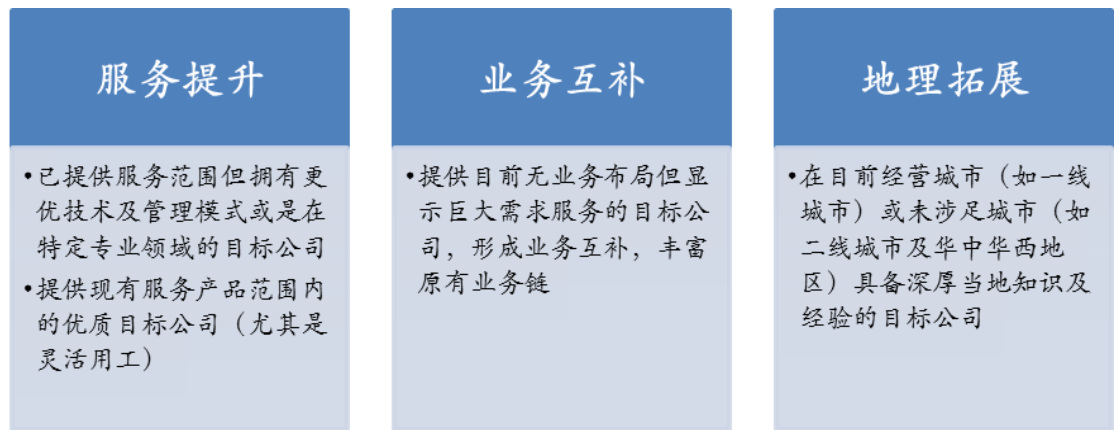 服务提升
•已提供服务范围但拥有更
优技术及管理模式或是在
特定专业领域的目标公司
•提供现有服务产品范围内
的优质目标公司（尤其是
灵活用工）
业务互补
•提供目前无业务布局但显
示巨大需求服务的目标公
司，形成业务互补，丰富
原有业务链
地理拓展
•在目前经营城市（如一线
城市）或未涉足城市（如
二线城市及华中华西地
区）具备深厚当地知识及
经验的目标公司